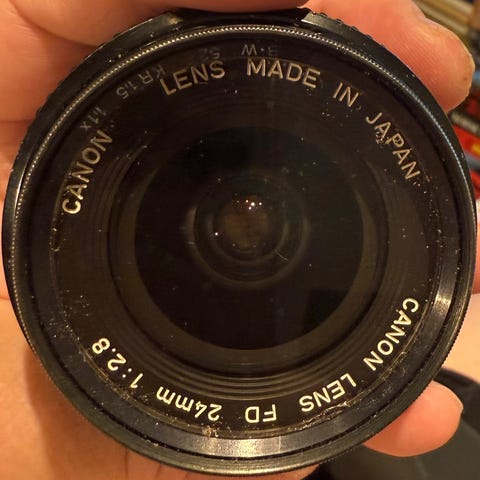 CANON LENS MADE IN JAPAN
CANON LENS FD 24mm 1:2.8
B+W 52 KR1.5 1.1x